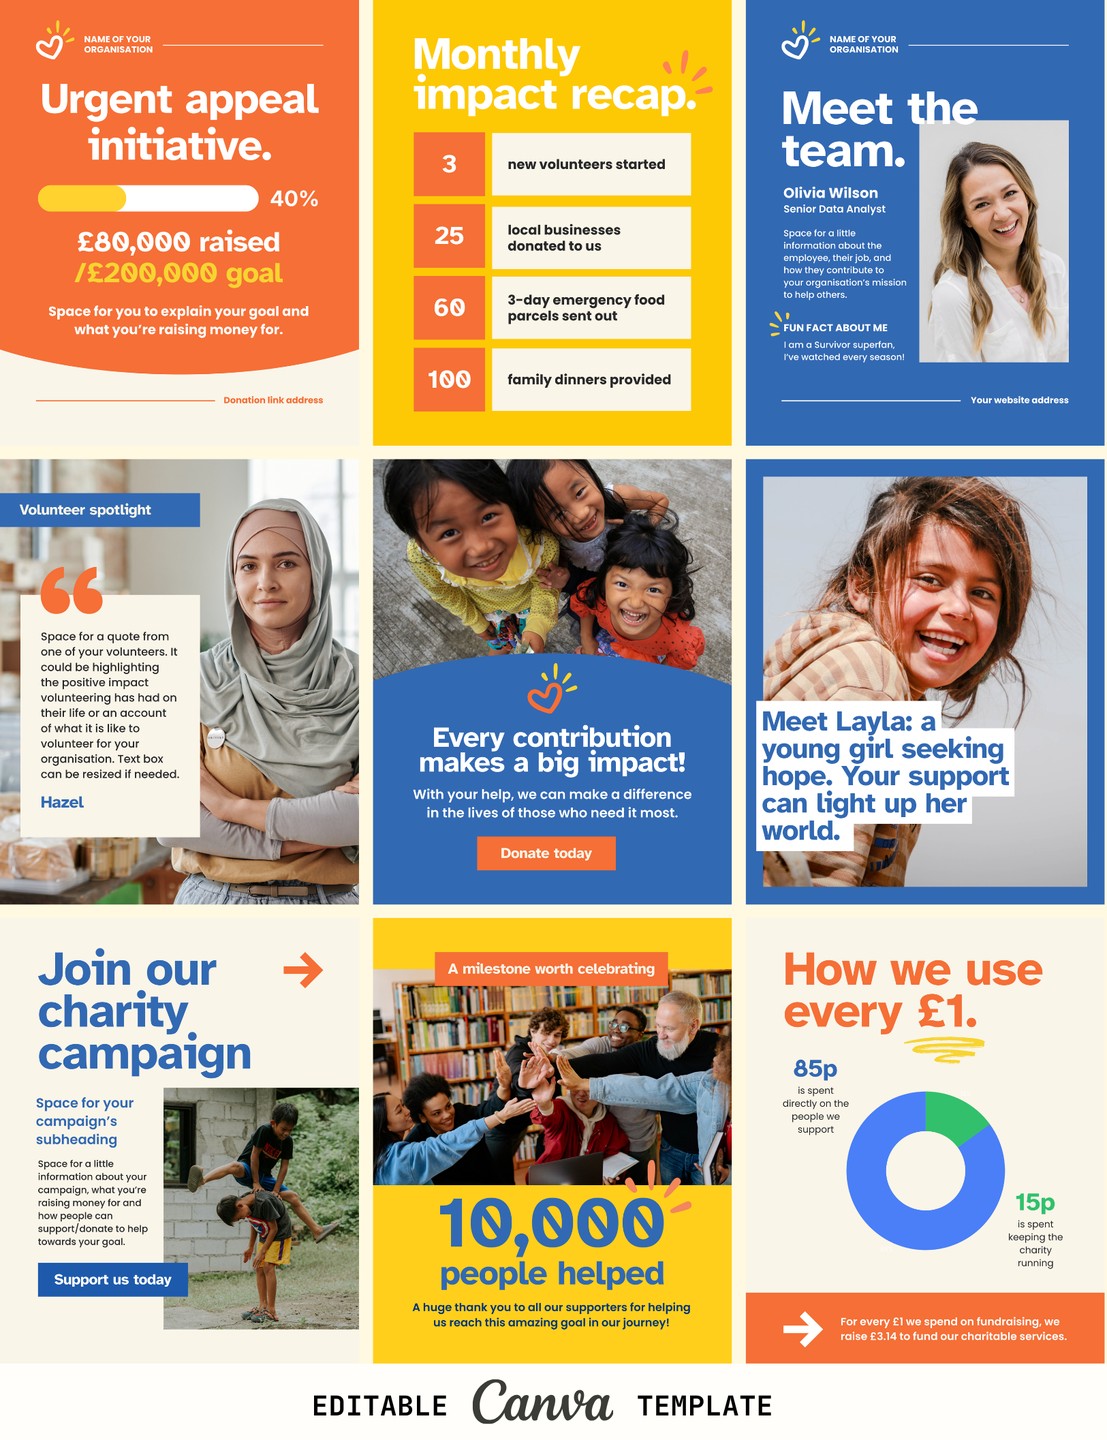 NAME OF YOUR
ORGANISATION
Urgent appeal
initiative.
40%
£80,000 raised
/£200,000 goal
Space for you to explain your goal and
what you're raising money for.
Donation link address
Monthly
impact recap.
3
new volunteers started
25
local businesses
donated to us
60
3-day emergency food
parcels sent out
100
family dinners provided
NAME OF YOUR
ORGANISATION
Meet the
team.
Olivia Wilson
Senior Data Analyst
Space for a little
information about the
employee, their job, and
how they contribute to
your organisation's mission
to help others.
FUN FACT ABOUT ME
I am a Survivor superfan,
I've watched every season!
Your website address
Volunteer spotlight
“
Space for a quote from
one of your volunteers. It
could be highlighting
the positive impact
volunteering has had on
their life or an account
of what it is like to
volunteer for your
organisation. Text box
can be resized if needed.
Hazel
Every contribution
makes a big impact!
With your help, we can make a difference
in the lives of those who need it most.
Donate today
Meet Layla: a
young girl seeking
hope. Your support
can light up her
world.
Join our
charity
campaign
Space for your
campaign's
subheading
Space for a little
information about your
campaign, what you're
raising money for and
how people can
support/donate to help
towards your goal.
Support us today
A milestone worth celebrating
10,000
people helped
A huge thank you to all our supporters for helping
us reach this amazing goal in our journey!
How we use
every £1.
85p
is spent
directly on the
people we
support
15p
is spent
keeping the
charity
running
For every £1 we spend on fundraising, we
raise £3.14 to fund our charitable services.
EDITABLE Canva TEMPLATE